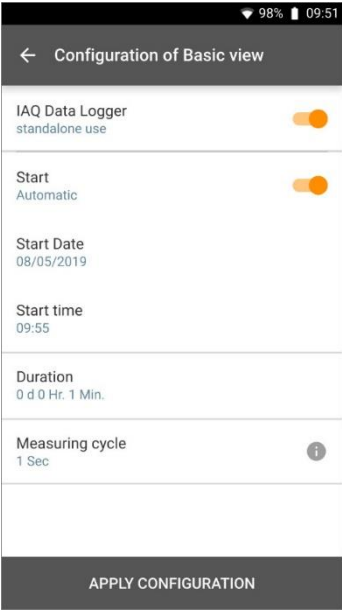 98% 09:51
Configuration of Basic view
IAQ Data Logger
standalone use
Start
Automatic
Start Date
08/05/2019
Start time
09:55
Duration
0 d 0 Hr. 1 Min.
Measuring cycle
1 Sec
APPLY CONFIGURATION